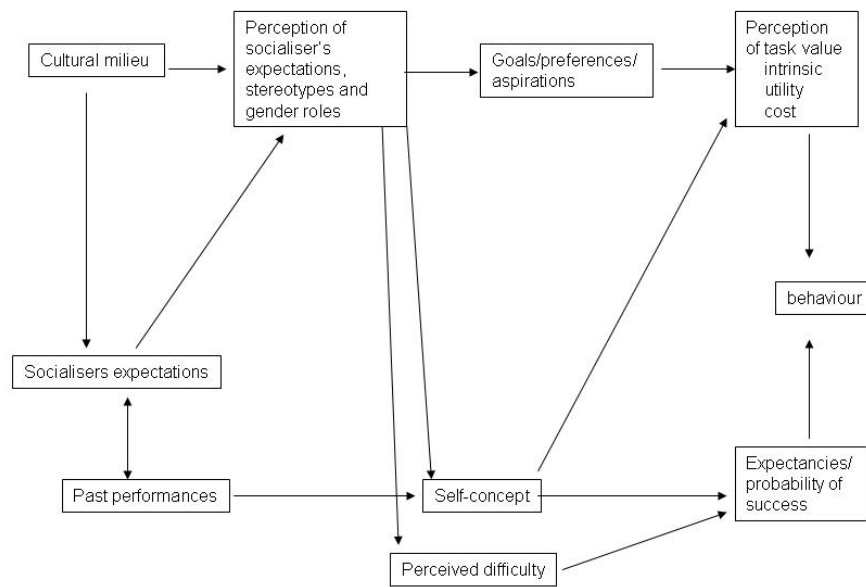 Cultural milieu
Perception of
socialiser's
expectations,
stereotypes and
gender roles
Goals/preferences/
aspirations
Perception
of task value
intrinsic
utility
cost
behaviour
Socialisers expectations
Past performances
Self-concept
Expectancies/
probability of
success
Perceived difficulty